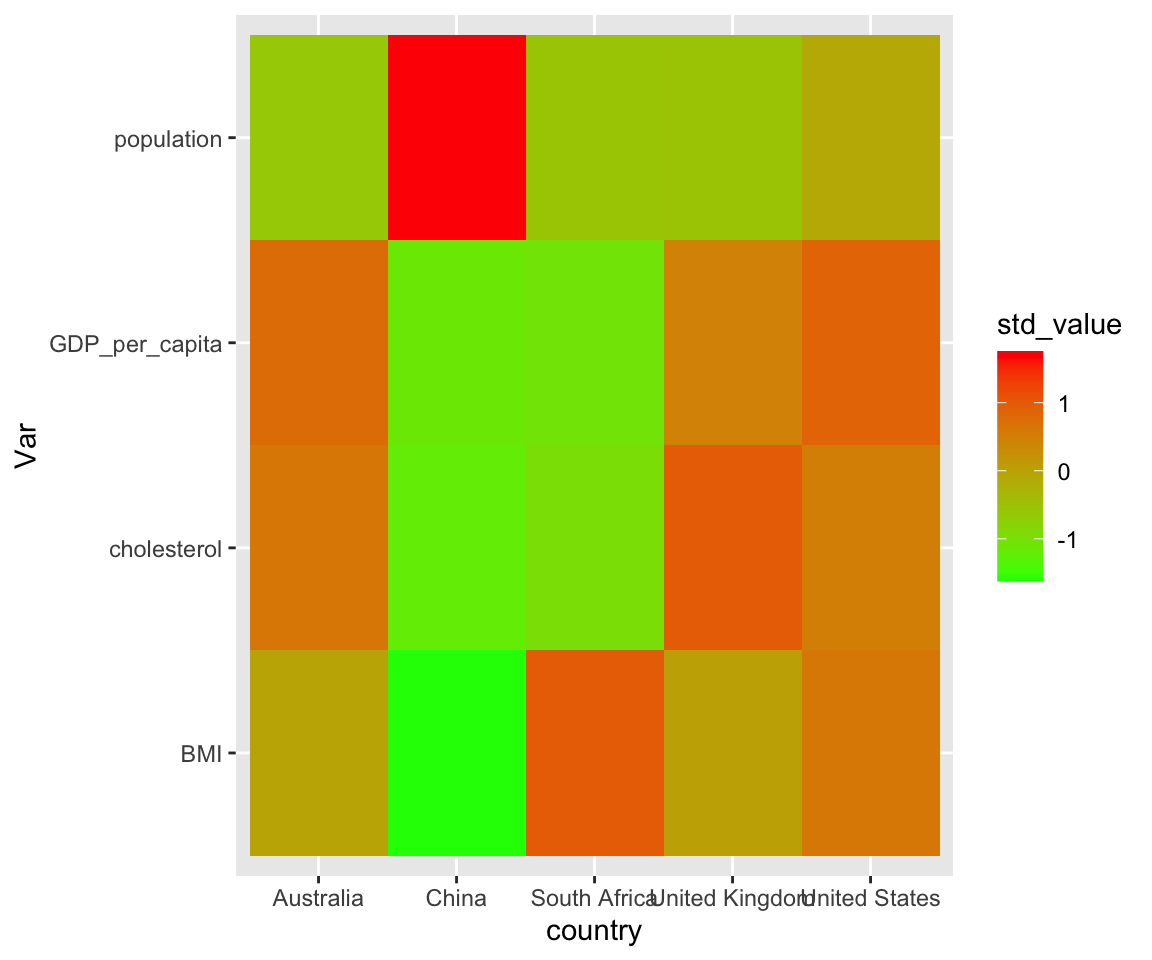 population
GDP_per_capita
cholesterol
BMI
Var
Australia China South Africa United Kingdom United States
country
std_value
1
0
-1